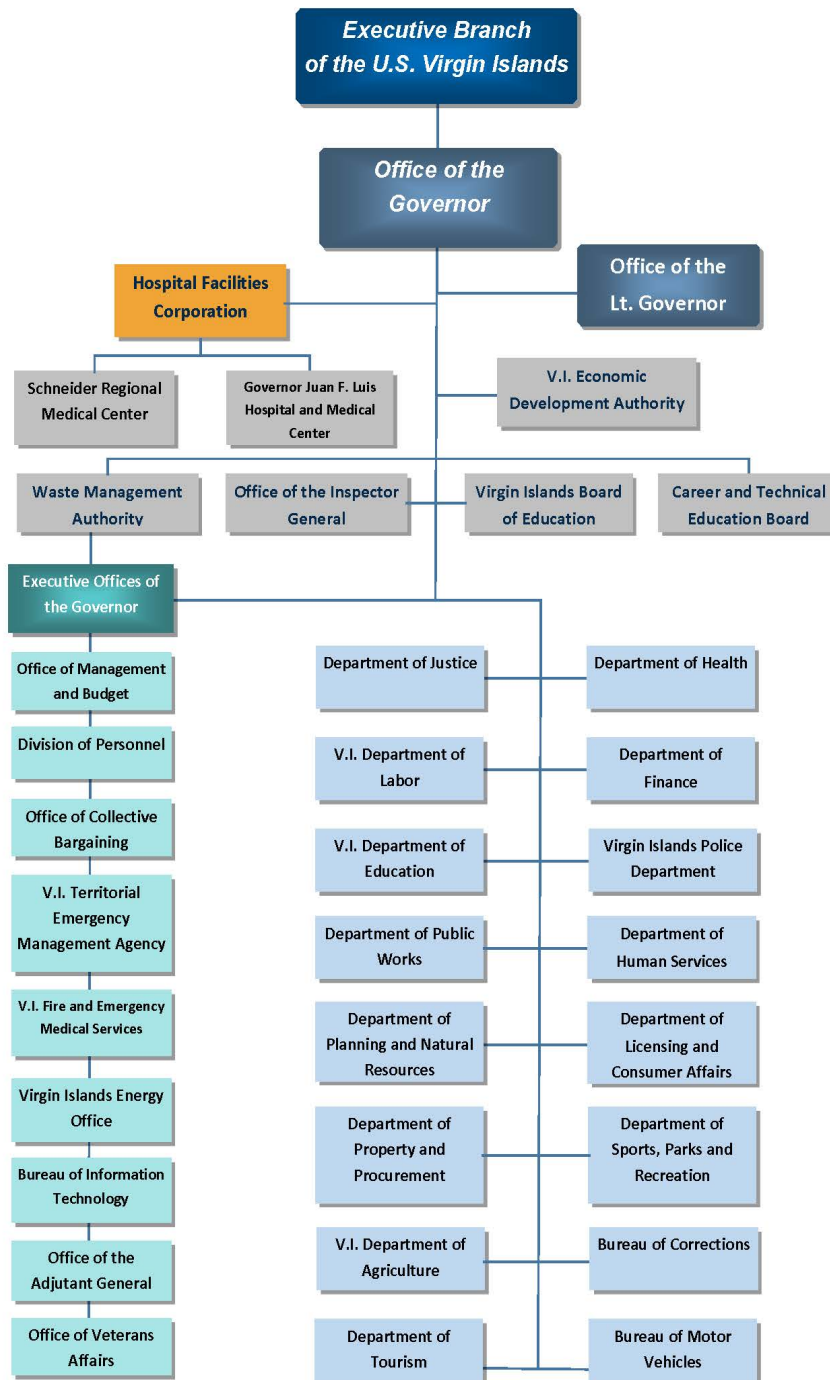 Executive Branch
of the U.S. Virgin Islands
Office of the
Governor
Hospital Facilities
Corporation
Office of the
Lt. Governor
Schneider Regional
Medical Center
Governor Juan F. Luis
Hospital and Medical
Center
V.I. Economic
Development Authority
Waste Management
Authority
Office of the Inspector
General
Virgin Islands Board
of Education
Career and Technical
Education Board
Executive Offices of
the Governor
Office of Management
and Budget
Division of Personnel
Office of Collective
Bargaining
V.I. Territorial
Emergency
Management Agency
V.I. Fire and Emergency
Medical Services
Virgin Islands Energy
Office
Bureau of Information
Technology
Office of the
Adjutant General
Office of Veterans
Affairs
Department of Justice
Department of Health
V.I. Department of
Labor
Department of
Finance
V.I. Department of
Education
Virgin Islands Police
Department
Department of Public
Works
Department of
Human Services
Department of
Planning and Natural
Resources
Department of
Licensing and
Consumer Affairs
Department of
Property and
Procurement
Department of
Sports, Parks and
Recreation
V.I. Department of
Agriculture
Bureau of Corrections
Department of
Tourism
Bureau of Motor
Vehicles